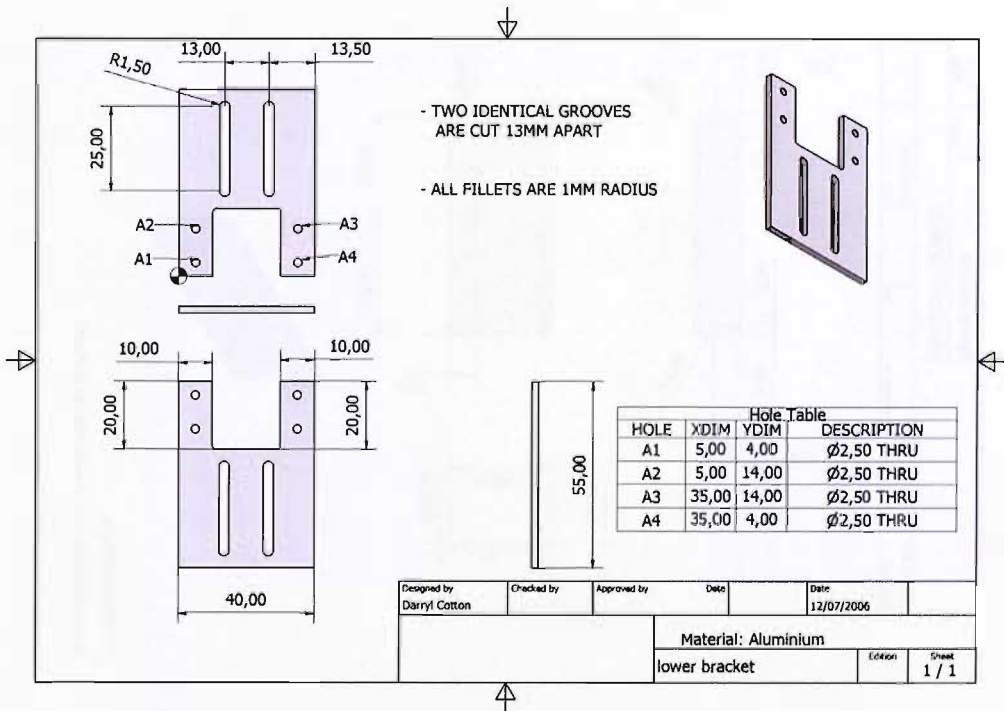 13,00
13,50
R1,50
25,00
- TWO IDENTICAL GROOVES
ARE CUT 13MM APART
- ALL FILLETS ARE 1MM RADIUS
A2
A3
A1
A4
10,00
10,00
20,00
20,00
55,00
40,00
Hole Table
HOLE XDIM YDIM DESCRIPTION
A1 5,00 4,00 Ø2,50 THRU
A2 5,00 14,00 Ø2,50 THRU
A3 35,00 14,00 Ø2,50 THRU
A4 35,00 4,00 Ø2,50 THRU
Designed by Checked by Approved by Date Date
Darryl Cotton 12/07/2006
Material: Aluminium
lower bracket
Edition
Sheet
1 / 1